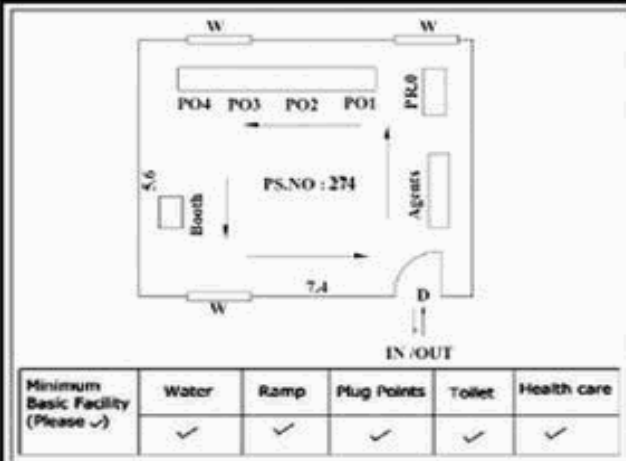 W W
PO4 PO3 PO2 PO1
PR.O
5.6
PS.NO : 274
Agents
Booth
7.4
W
D
IN /OUT
Minimum Basic Facility (Please ✓) Water Ramp Plug Points Toilet Health care
✓ ✓ ✓ ✓ ✓